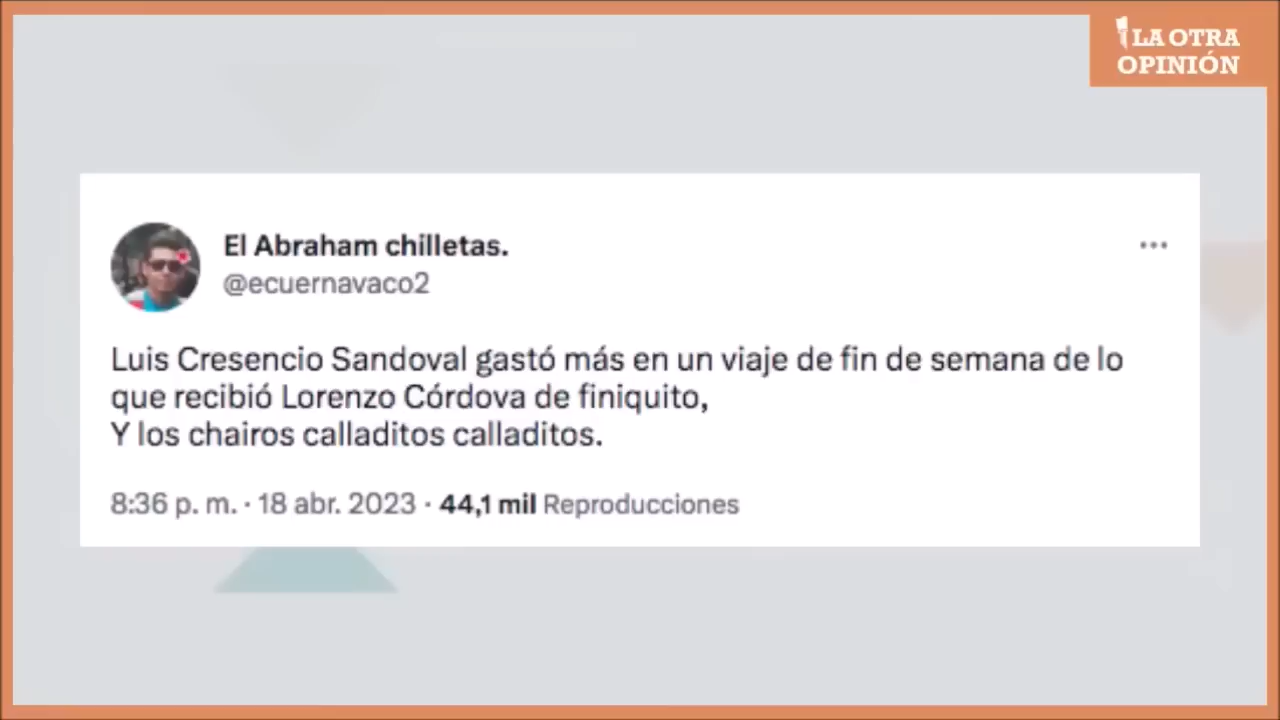 LA OTRA
OPINIÓN
El Abraham chilletas.
@ecuernavaco2
Luis Cresencio Sandoval gastó más en un viaje de fin de semana de lo
que recibió Lorenzo Córdova de finiquito,
Y los chairos calladitos calladitos.
8:36 p. m. · 18 abr. 2023 · 44,1 mil Reproducciones